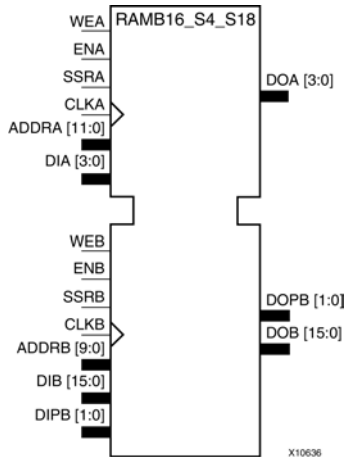 RAMB16_S4_S18
WEA
ENA
SSRA
CLKA
ADDRA [11:0]
DIA [3:0]
DOA [3:0]
WEB
ENB
SSRB
CLKB
ADDRB [9:0]
DIB [15:0]
DIPB [1:0]
DOPB [1:0]
DOB [15:0]
X10636